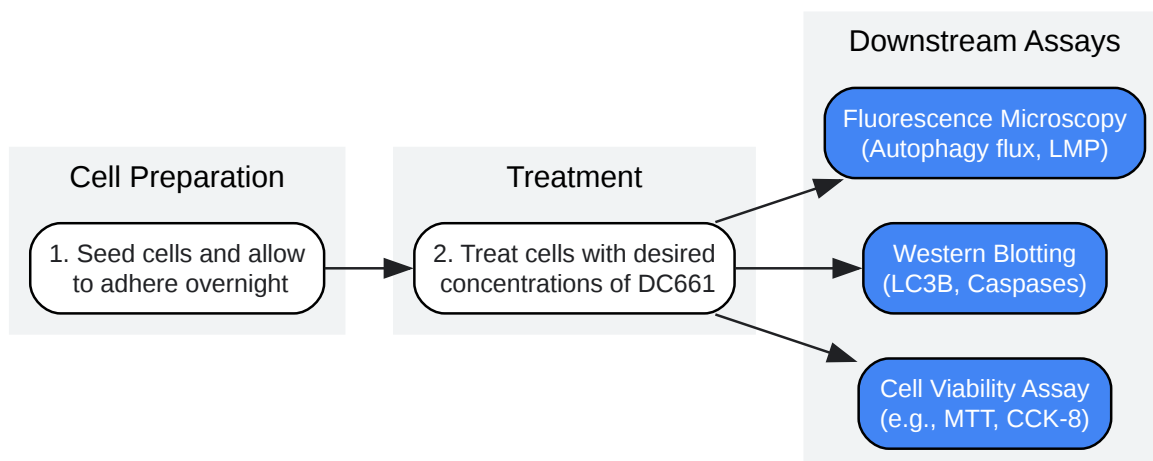 Cell Preparation
1. Seed cells and allow
to adhere overnight
Treatment
2. Treat cells with desired
concentrations of DC661
Downstream Assays
Fluorescence Microscopy
(Autophagy flux, LMP)
Western Blotting
(LC3B, Caspases)
Cell Viability Assay
(e.g., MTT, CCK-8)